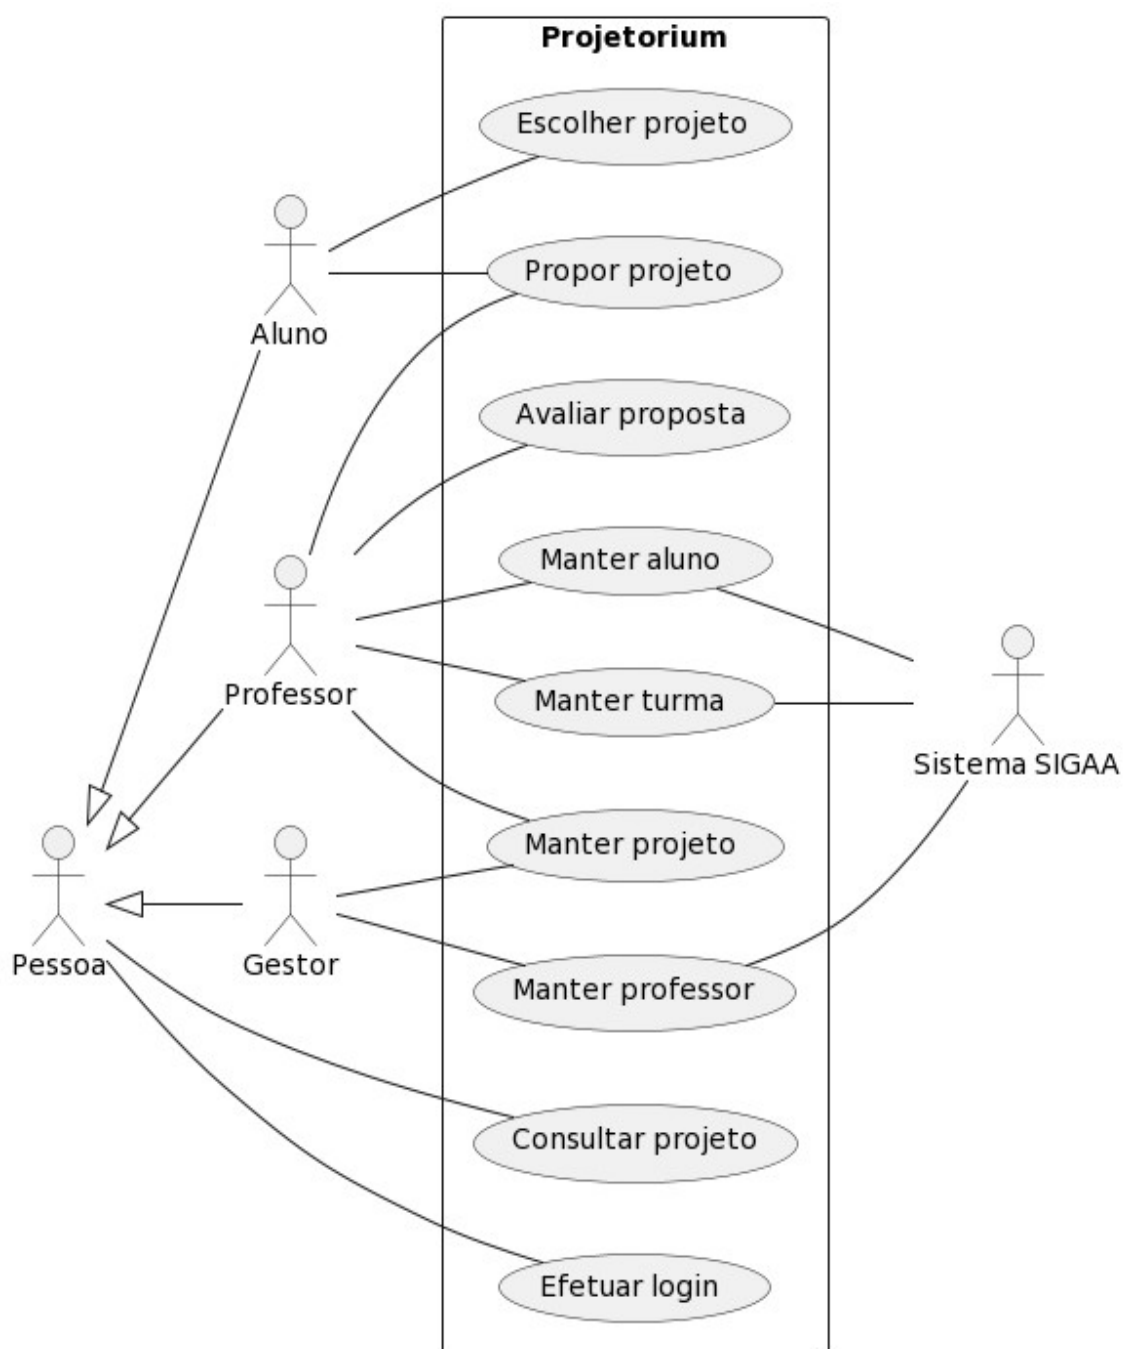 Projetorium
Escolher projeto
Aluno
Propor projeto
Avaliar proposta
Manter aluno
Professor
Manter turma
Sistema SIGAA
Manter projeto
Pessoa
Gestor
Manter professor
Consultar projeto
Efetuar login